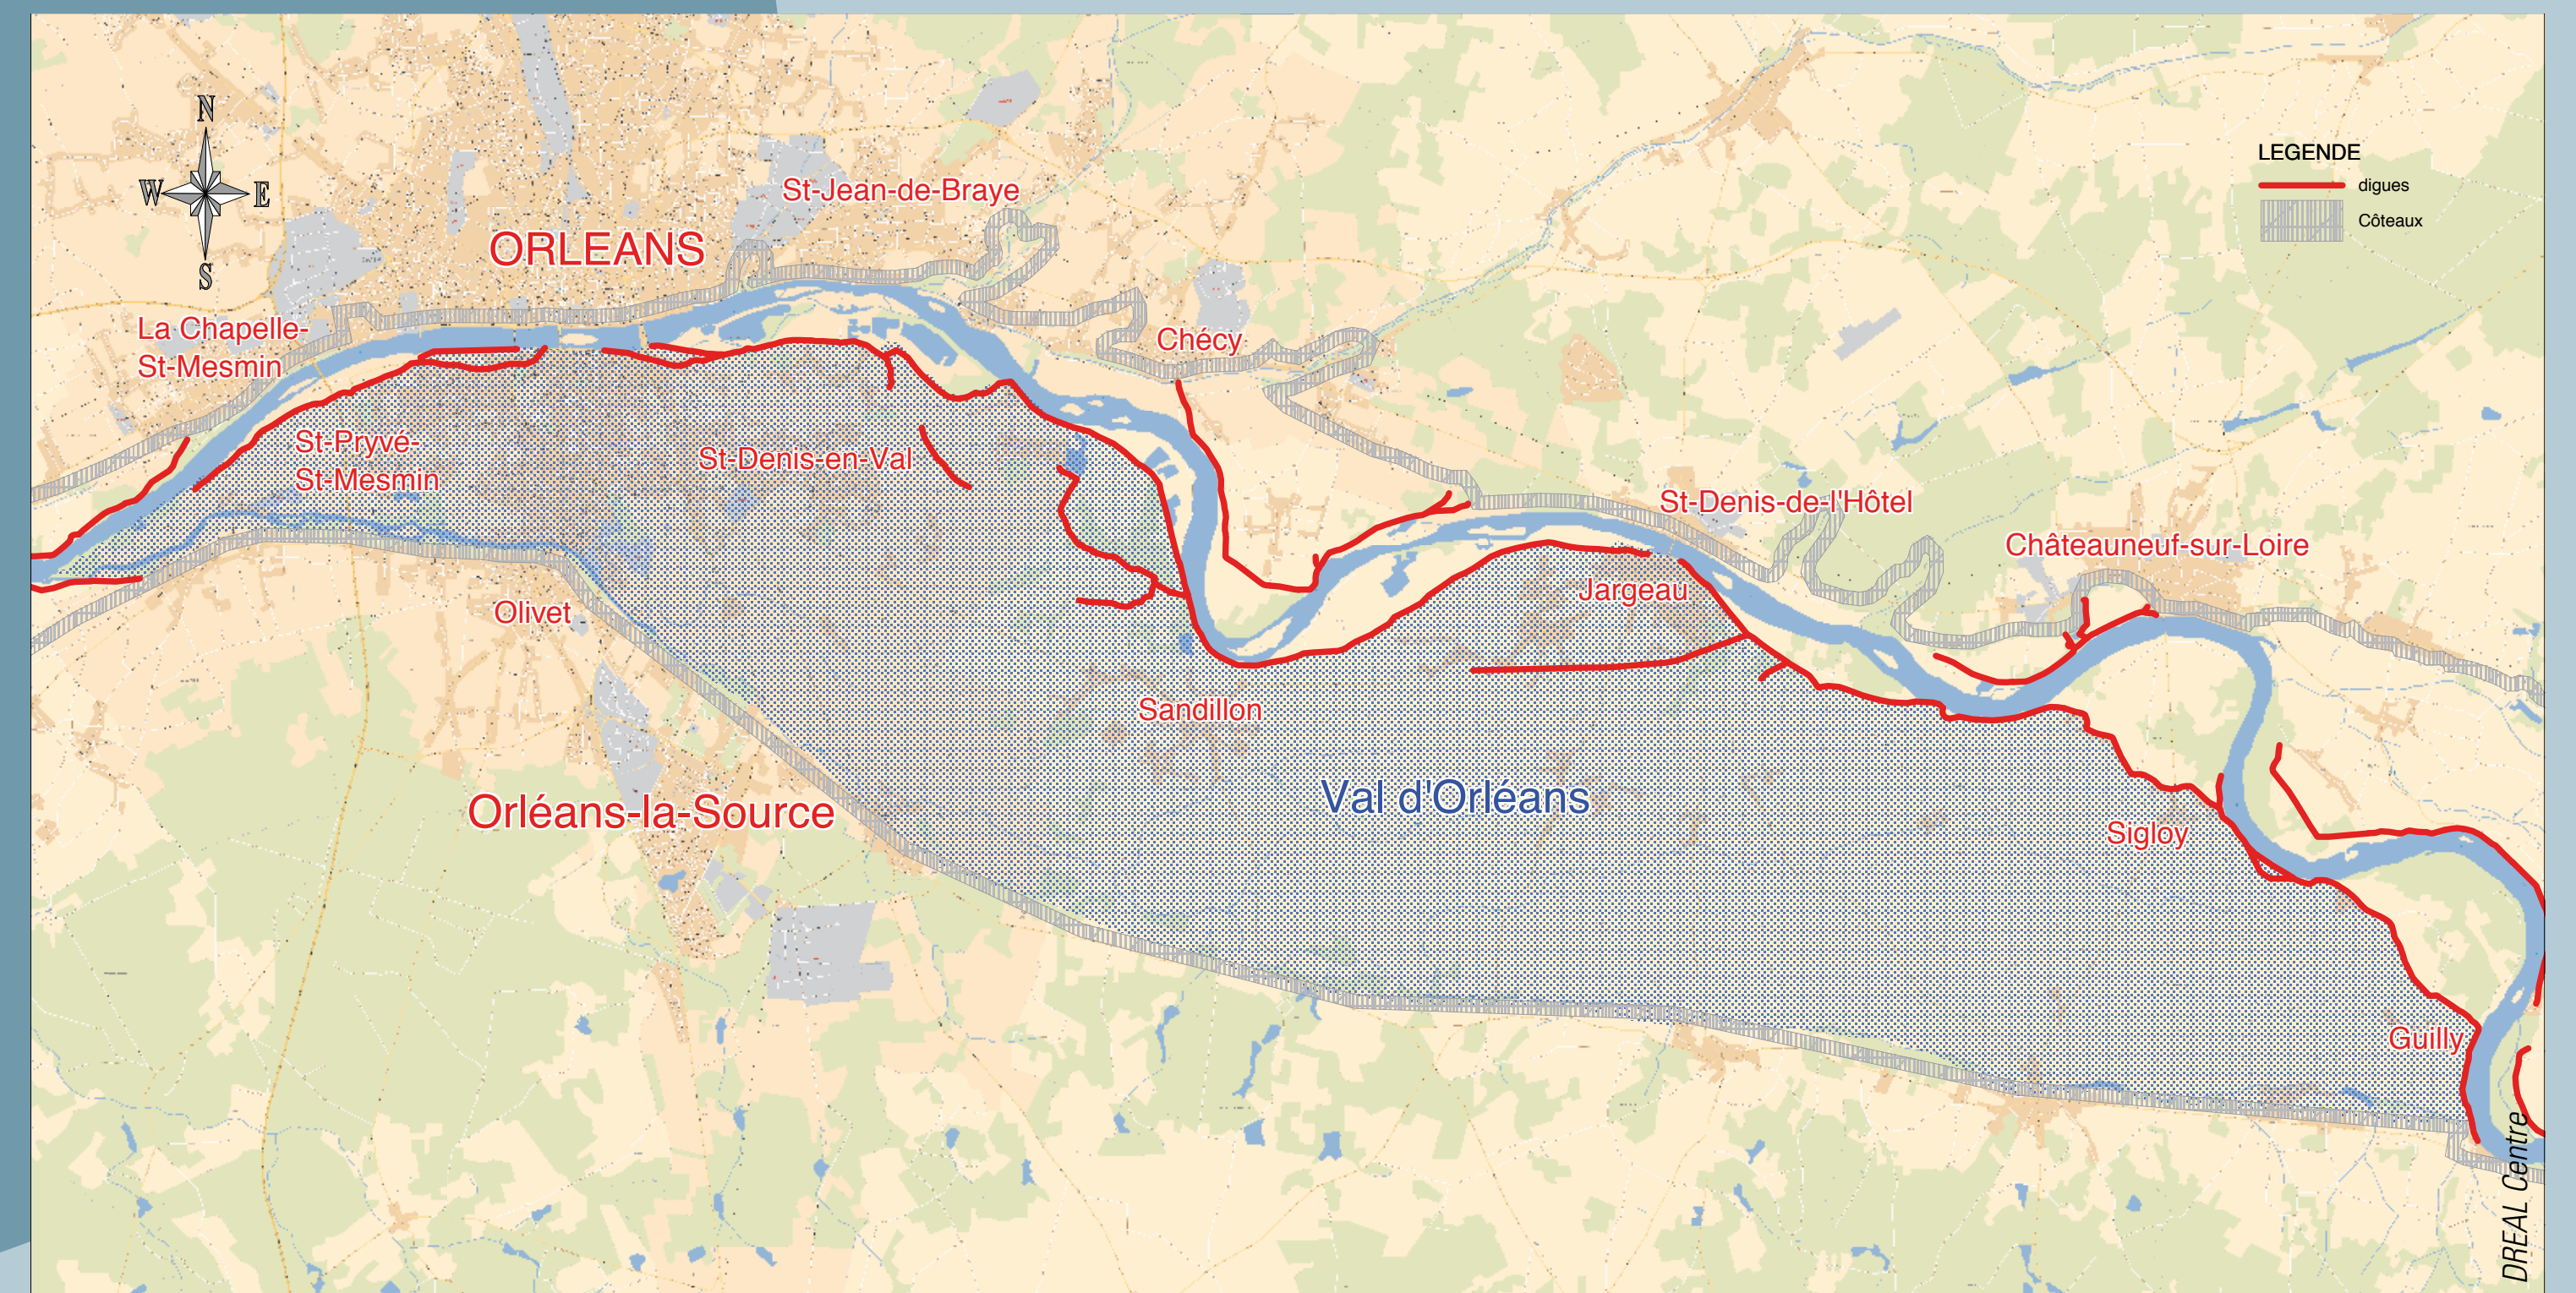 N
W E
S
LEGENDE
digues
Côteaux
St-Jean-de-Braye
ORLEANS
La Chapelle-
St-Mesmin
Chécy
St-Pryvé-
St-Mesmin
St-Denis-en-Val
St-Denis-de-l'Hôtel
Châteauneuf-sur-Loire
Olivet
Jargeau
Sandillon
Orléans-la-Source
Val d'Orléans
Sigloy
Guilly
DREAL Centre